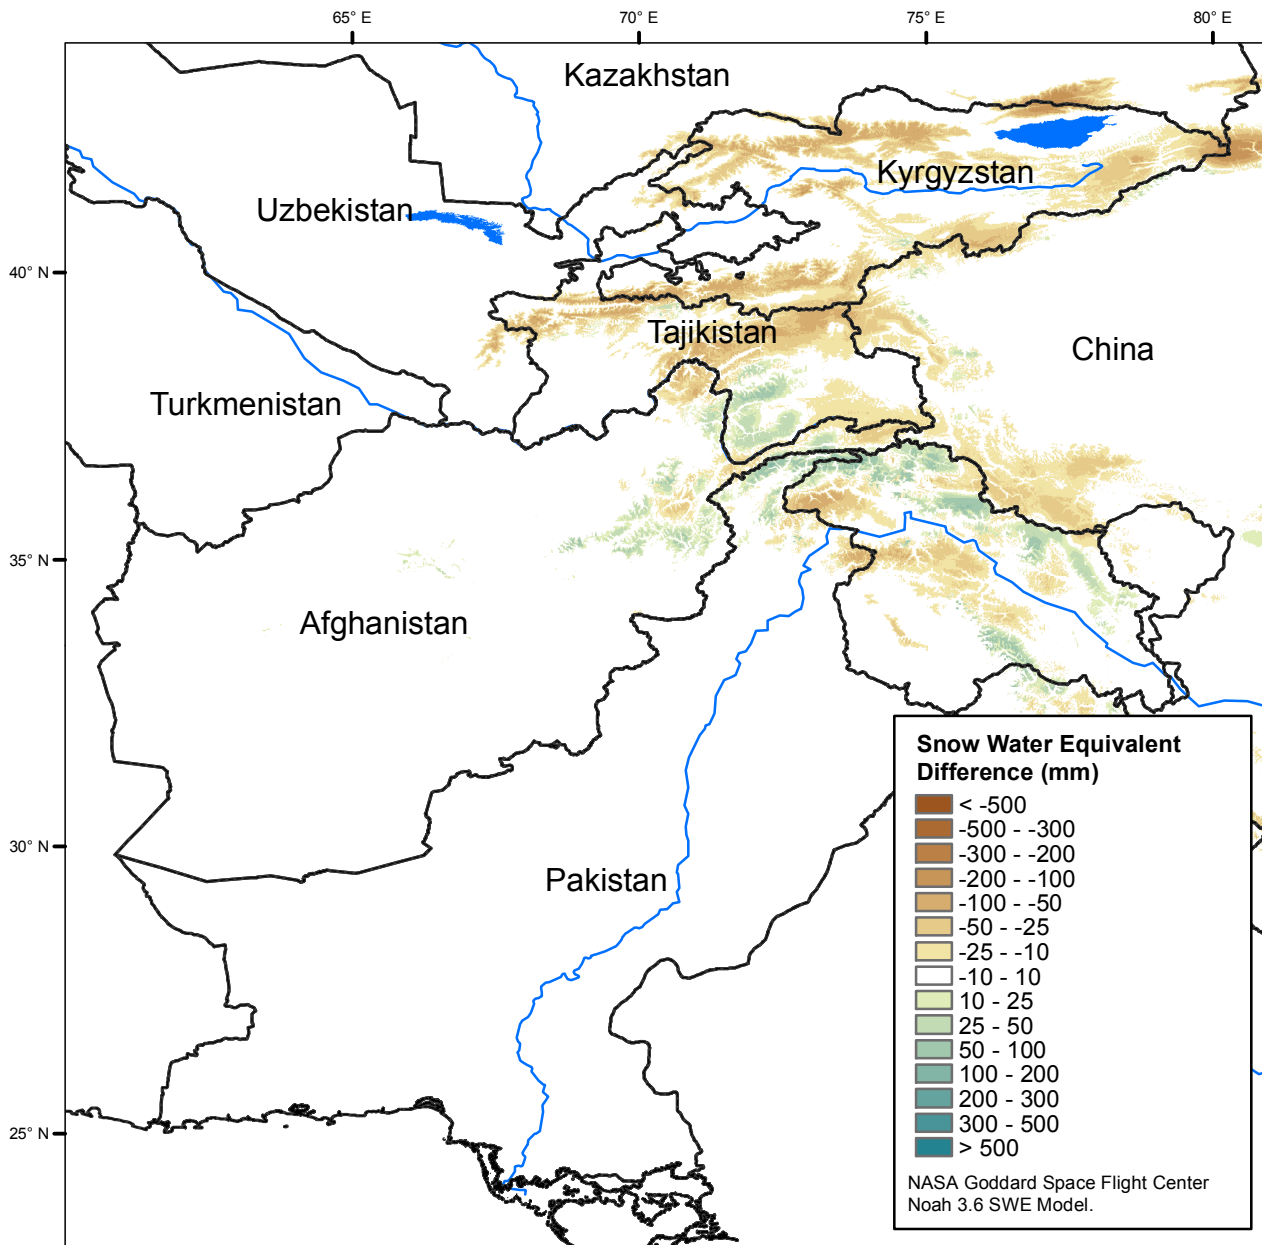 65° E
70° E
75° E
80° E
Kazakhstan
Kyrgyzstan
Uzbekistan
40° N
Tajikistan
China
Turkmenistan
35° N
Afghanistan
30° N
Pakistan
25° N
Snow Water Equivalent
Difference (mm)
< -500
-500 - -300
-300 - -200
-200 - -100
-100 - -50
-50 - -25
-25 - -10
-10 - 10
10 - 25
25 - 50
50 - 100
100 - 200
200 - 300
300 - 500
> 500
NASA Goddard Space Flight Center
Noah 3.6 SWE Model.